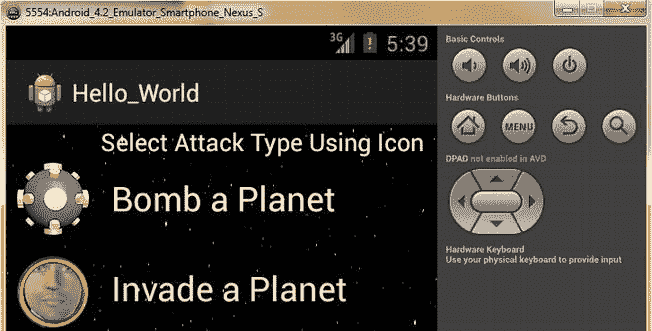 5554:Android_4.2_Emulator_Smartphone_Nexus_S
3G 5:39
Hello_World
Select Attack Type Using Icon
Bomb a Planet
Invade a Planet
Basic Controls
Hardware Buttons
MENU
DPAD not enabled in AVD
Hardware Keyboard
Use your physical keyboard to provide input